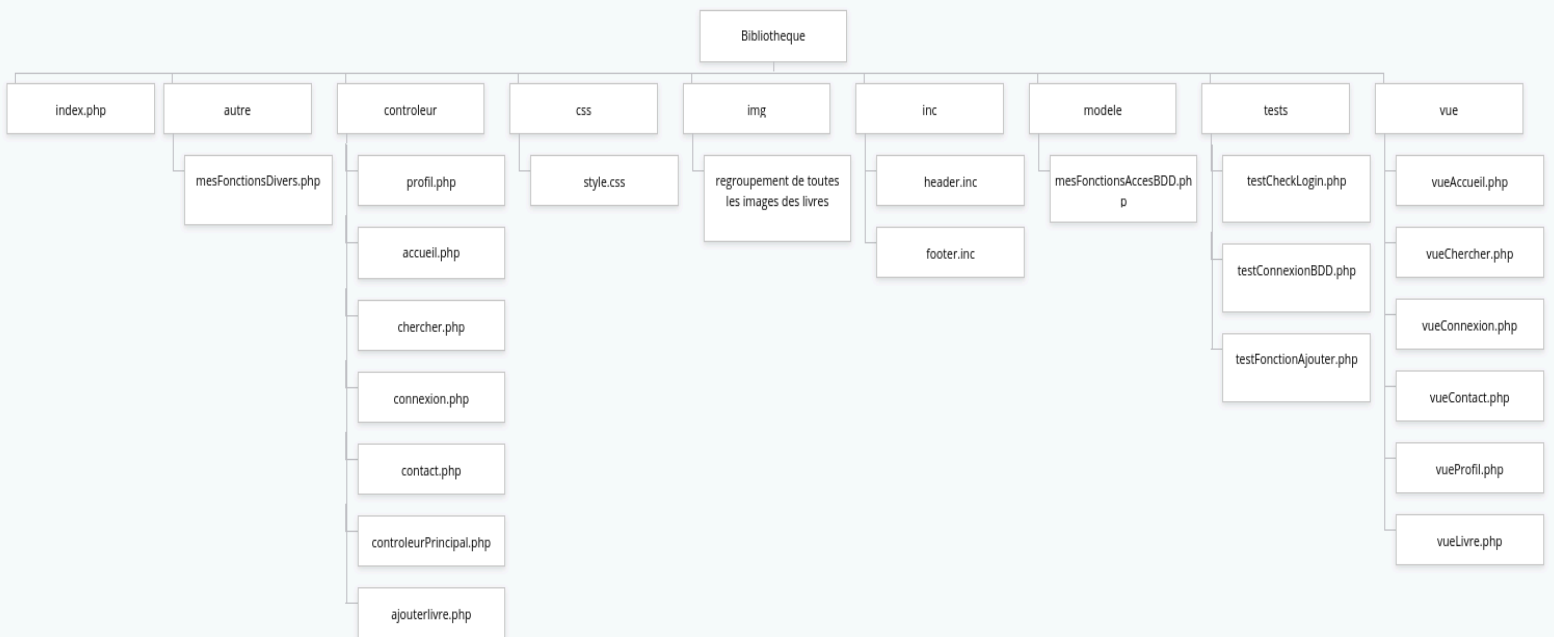 Bibliotheque
index.php
autre
controleur
css
img
inc
modele
tests
vue
mesFonctionsDivers.php
profil.php
accueil.php
chercher.php
connexion.php
contact.php
controleurPrincipal.php
ajouterlivre.php
style.css
regroupement de toutes
les images des livres
header.inc
footer.inc
mesFonctionsAccesBDD.ph
p
testCheckLogin.php
testConnexionBDD.php
testFonctionAjouter.php
vueAccueil.php
vueChercher.php
vueConnexion.php
vueContact.php
vueProfil.php
vueLivre.php